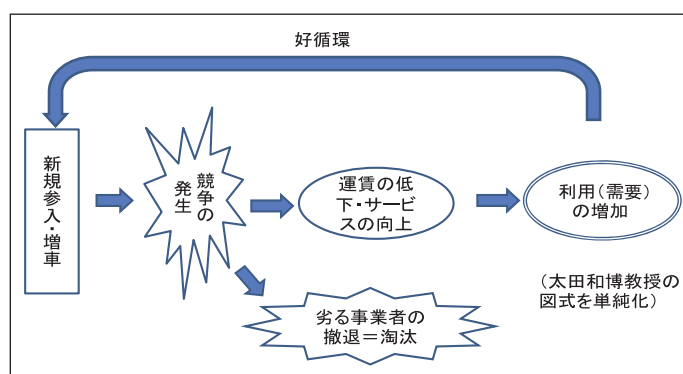 好循環
新規参入・増車
競争の
発生
運賃の低
下・サービ
スの向上
利用(需要)
の増加
劣る事業者の
撤退＝淘汰
(太田和博教授の
図式を単純化)